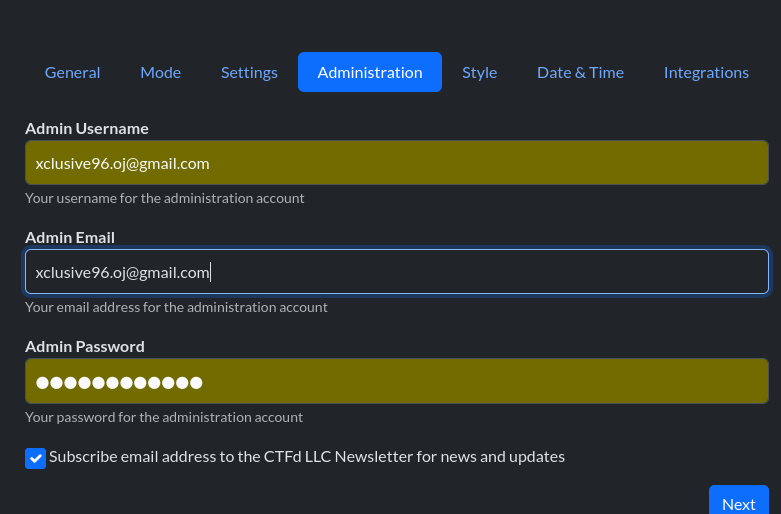 General Mode Settings Administration Style Date & Time Integrations
Admin Username
xclusive96.oj@gmail.com
Your username for the administration account
Admin Email
xclusive96.oj@gmail.com
Your email address for the administration account
Admin Password
●●●●●●●●●●●●
Your password for the administration account
Subscribe email address to the CTFd LLC Newsletter for news and updates
Next